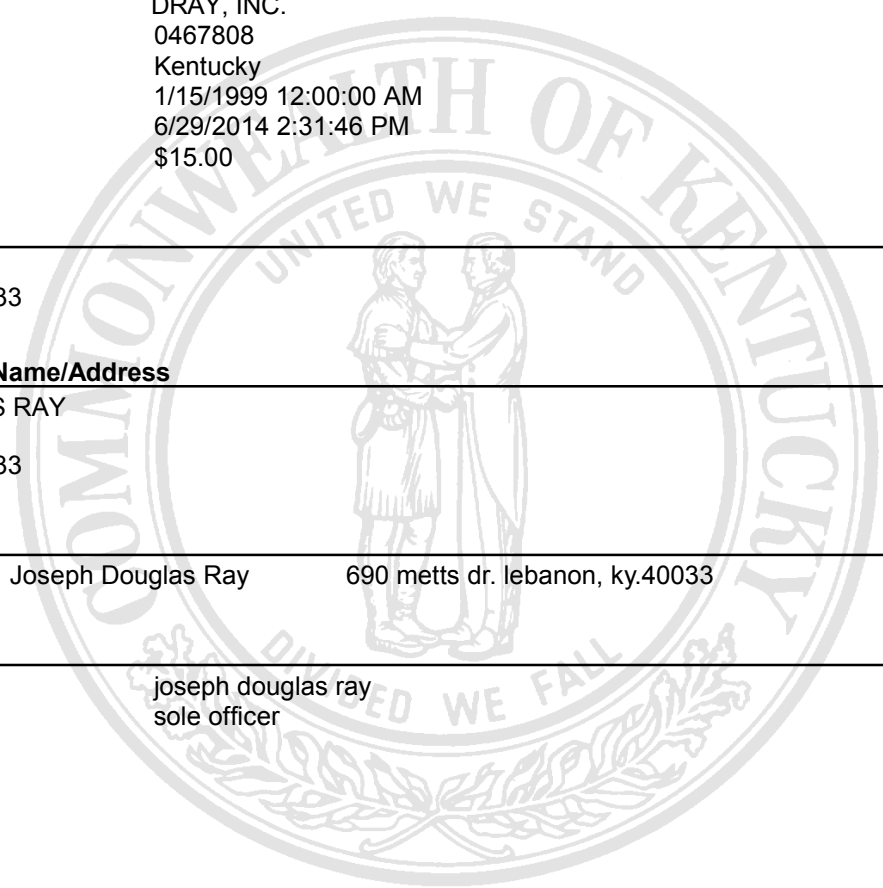 DRAY, INC.
0467808
Kentucky
1/15/1999 12:00:00 AM
6/29/2014 2:31:46 PM
$15.00
COMMONWEALTH OF KENTUCKY
UNITED WE STAND
33
Name/Address
S RAY
33
Joseph Douglas Ray 690 metts dr. lebanon, ky.40033
DIVIDED WE FALL
joseph douglas ray
sole officer